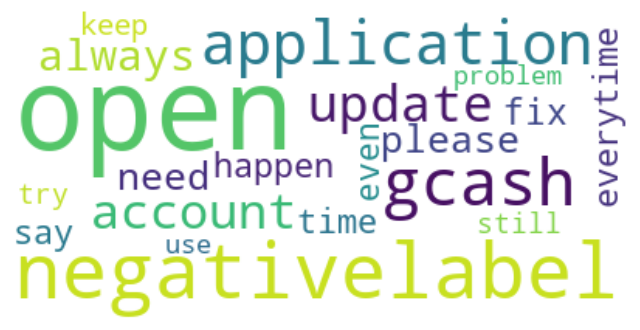 keep
always
application
problem
everytime
open
update
fix
even
please
need
happen
gcash
try
account
time
say
use
still
negativelabel